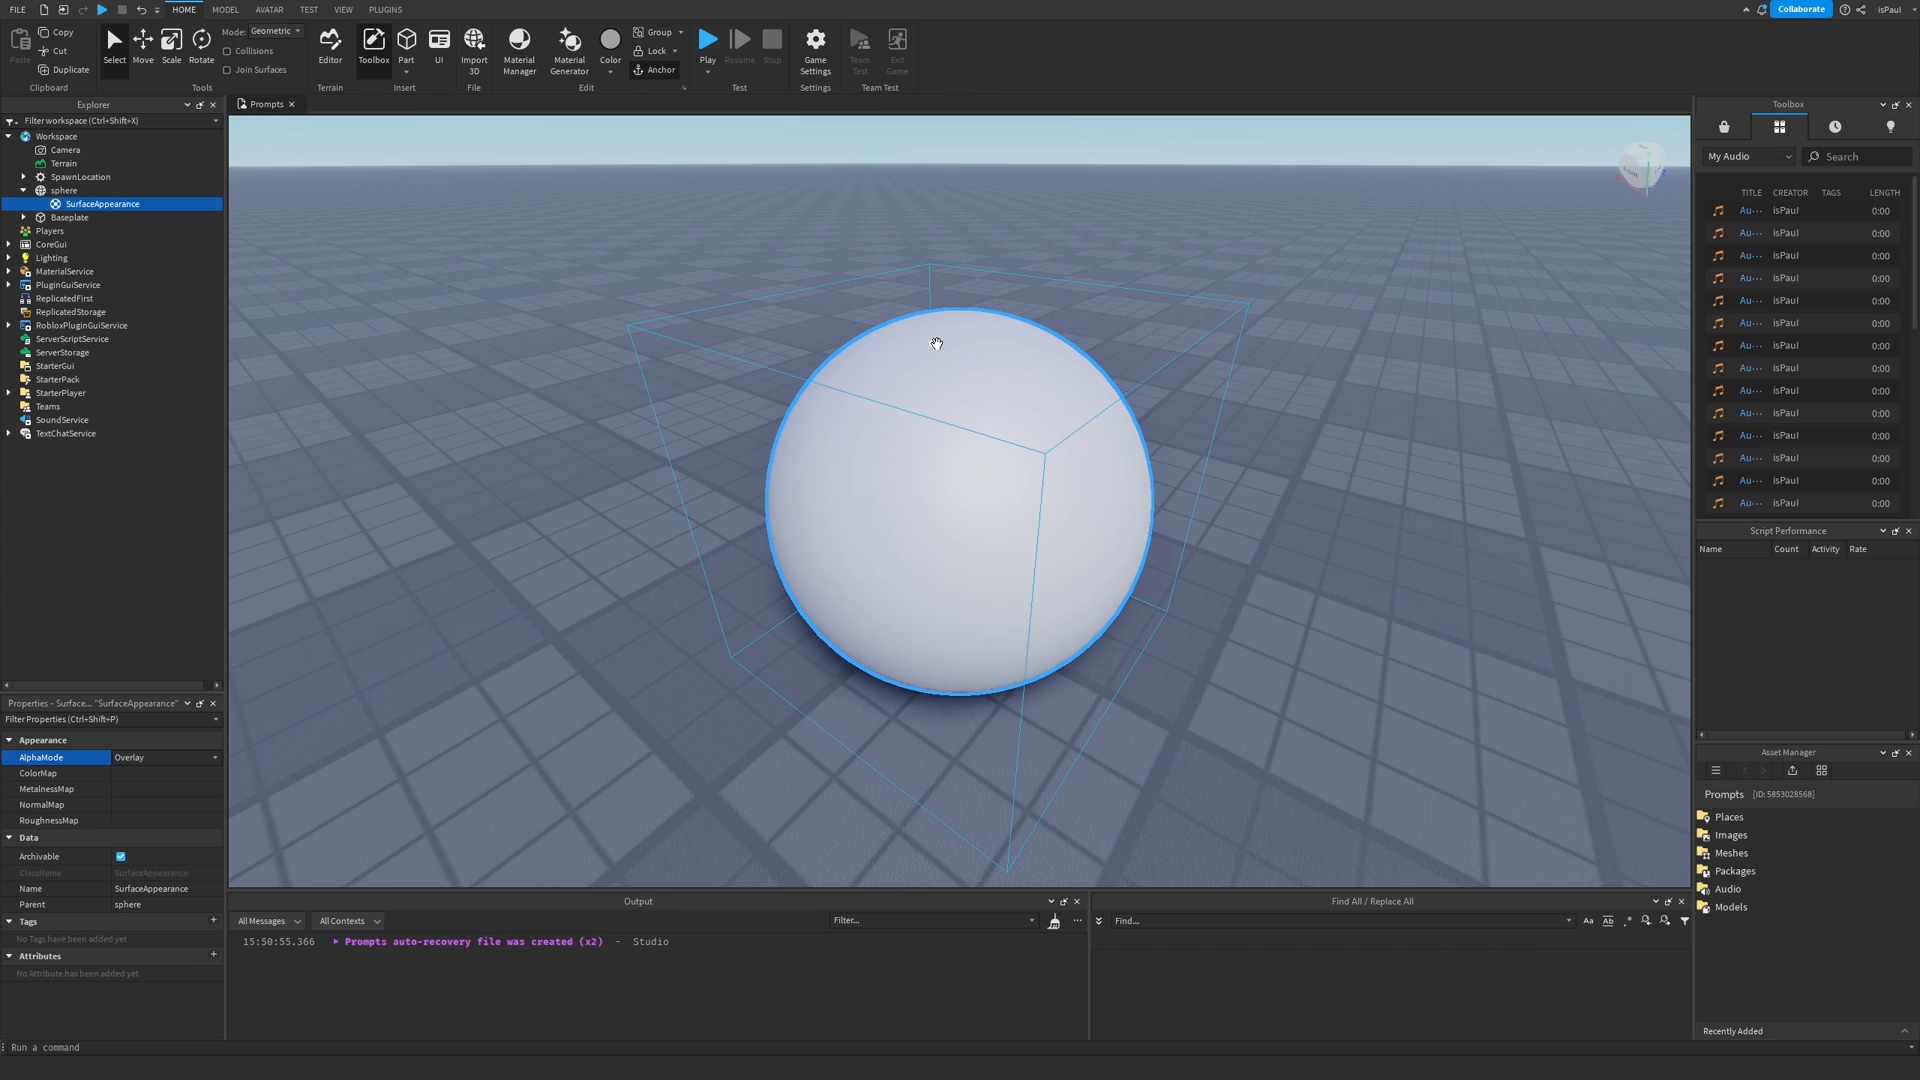 FILE HOME MODEL AVATAR TEST VIEW PLUGINS Collaborate isPaul
Paste Copy Cut Duplicate Clipboard
Select Move Scale Rotate Mode: Geometric Collisions Join Surfaces Tools
Editor Terrain
Toolbox Part UI Insert
Import 3D File
Material Manager Material Generator Color Group Lock Anchor Edit
Play Resume Stop Test
Game Settings Settings
Team Test Exit Game Team Test
Explorer
Filter workspace (Ctrl+Shift+X)
Workspace
Camera
Terrain
SpawnLocation
sphere
SurfaceAppearance
Baseplate
Players
CoreGui
Lighting
MaterialService
PluginGuiService
ReplicatedFirst
ReplicatedStorage
RobloxPluginGuiService
ServerScriptService
ServerStorage
StarterGui
StarterPack
StarterPlayer
Teams
SoundService
TextChatService
Properties - Surface... "SurfaceAppearance"
Filter Properties (Ctrl+Shift+P)
Appearance
AlphaMode Overlay
ColorMap
MetalnessMap
NormalMap
RoughnessMap
Data
Archivable
ClassName SurfaceAppearance
Name SurfaceAppearance
Parent sphere
Tags
No Tags have been added yet
Attributes
No Attribute has been added yet
Prompts
Output
All Messages All Contexts Filter...
15:50:55.366 Prompts auto-recovery file was created (x2) - Studio
Find All / Replace All
Find... Aa Ab .*
Toolbox
My Audio Search
TITLE CREATOR TAGS LENGTH
Au··· isPaul 0:00
Au··· isPaul 0:00
Au··· isPaul 0:00
Au··· isPaul 0:00
Au··· isPaul 0:00
Au··· isPaul 0:00
Au··· isPaul 0:00
Au··· isPaul 0:00
Au··· isPaul 0:00
Au··· isPaul 0:00
Au··· isPaul 0:00
Au··· isPaul 0:00
Au··· isPaul 0:00
Au··· isPaul 0:00
Script Performance
Name Count Activity Rate
Asset Manager
Prompts [ID: 5853028568]
Places
Images
Meshes
Packages
Audio
Models
Recently Added
Run a command